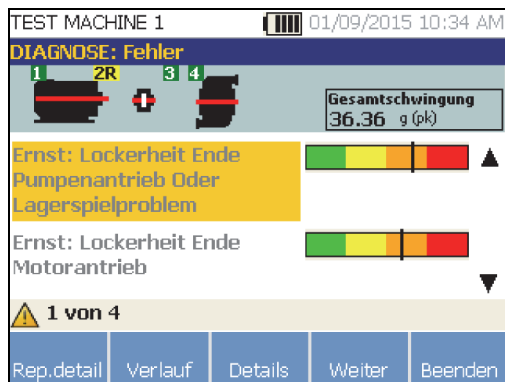 TEST MACHINE 1 01/09/2015 10:34 AM
DIAGNOSE: Fehler
1 2R 3 4
Gesamtschwingung
36.36 g (pk)
Ernst: Lockerheit Ende
Pumpenantrieb Oder
Lagerspielproblem
Ernst: Lockerheit Ende
Motorantrieb
1 von 4
Rep.detail Verlauf Details Weiter Beenden